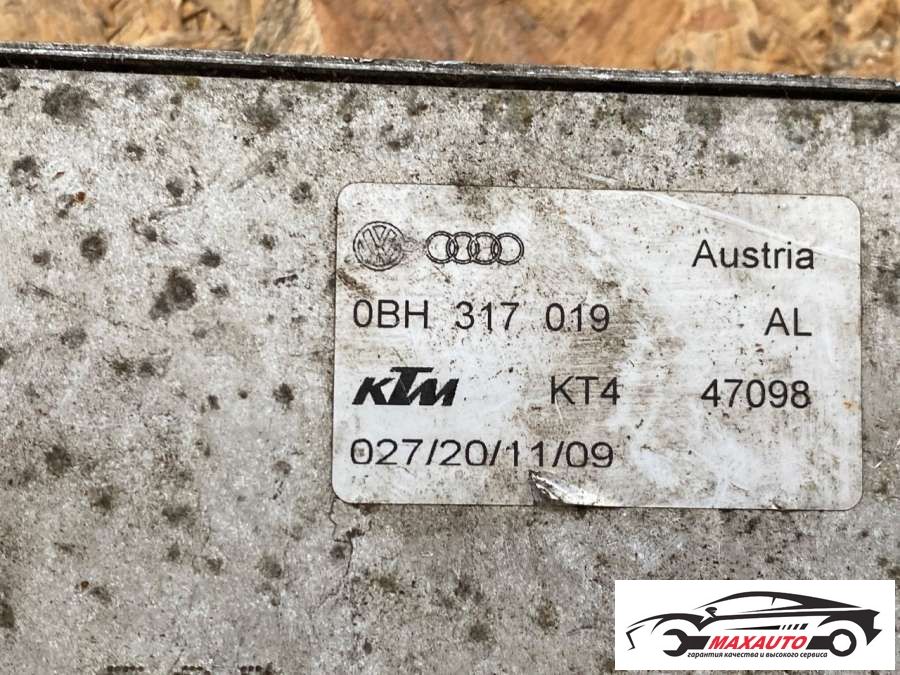 Austria
0BH 317 019 AL
KTM KT4 47098
027/20/11/09
MAXAUTO
гарантия качества и высокого сервиса